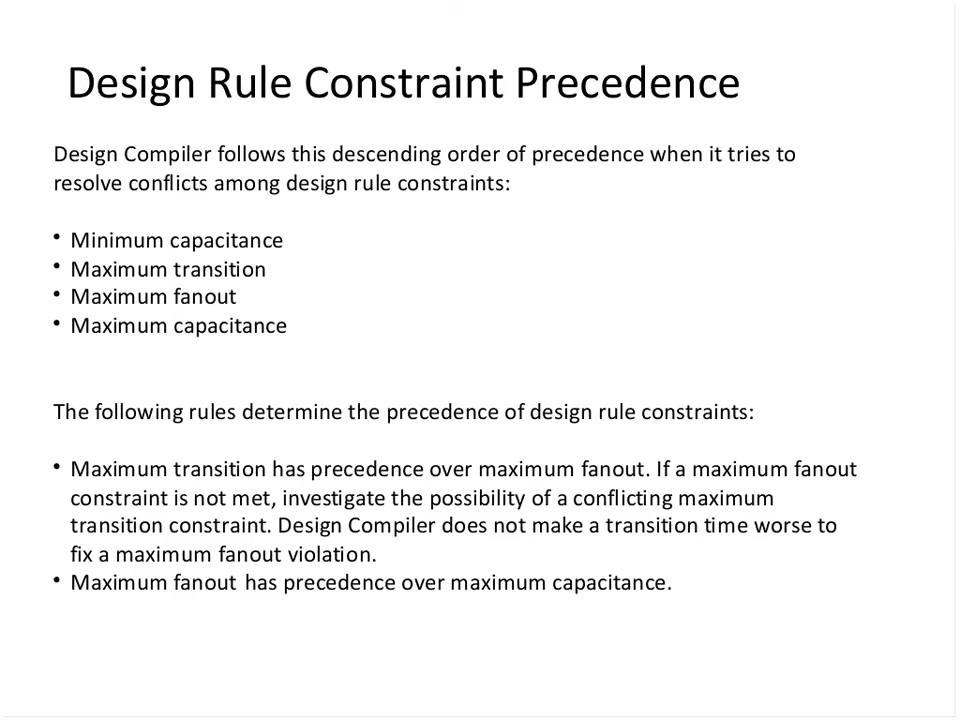 Design Rule Constraint Precedence
Design Compiler follows this descending order of precedence when it tries to
resolve conflicts among design rule constraints:
• Minimum capacitance
• Maximum transition
• Maximum fanout
• Maximum capacitance
The following rules determine the precedence of design rule constraints:
• Maximum transition has precedence over maximum fanout. If a maximum fanout
constraint is not met, investigate the possibility of a conflicting maximum
transition constraint. Design Compiler does not make a transition time worse to
fix a maximum fanout violation.
• Maximum fanout has precedence over maximum capacitance.